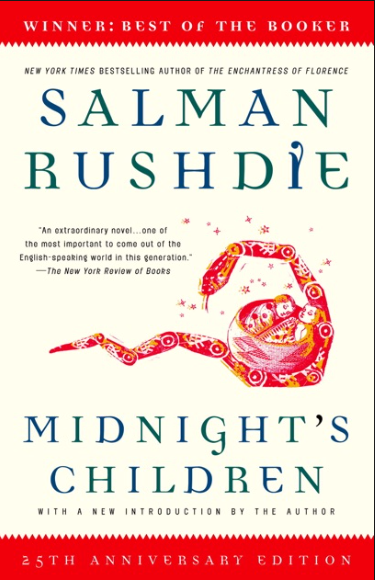 WINNER: BEST OF THE BOOKER
NEW YORK TIMES BESTSELLING AUTHOR OF THE ENCHANTRESS OF FLORENCE
SALMAN
RUSHDIE
"An extraordinary novel...one of
the most important to come out of the
English-speaking world in this generation."
—The New York Review of Books
MIDNIGHT'S
CHILDREN
WITH A NEW INTRODUCTION BY THE AUTHOR
25TH ANNIVERSARY EDITION